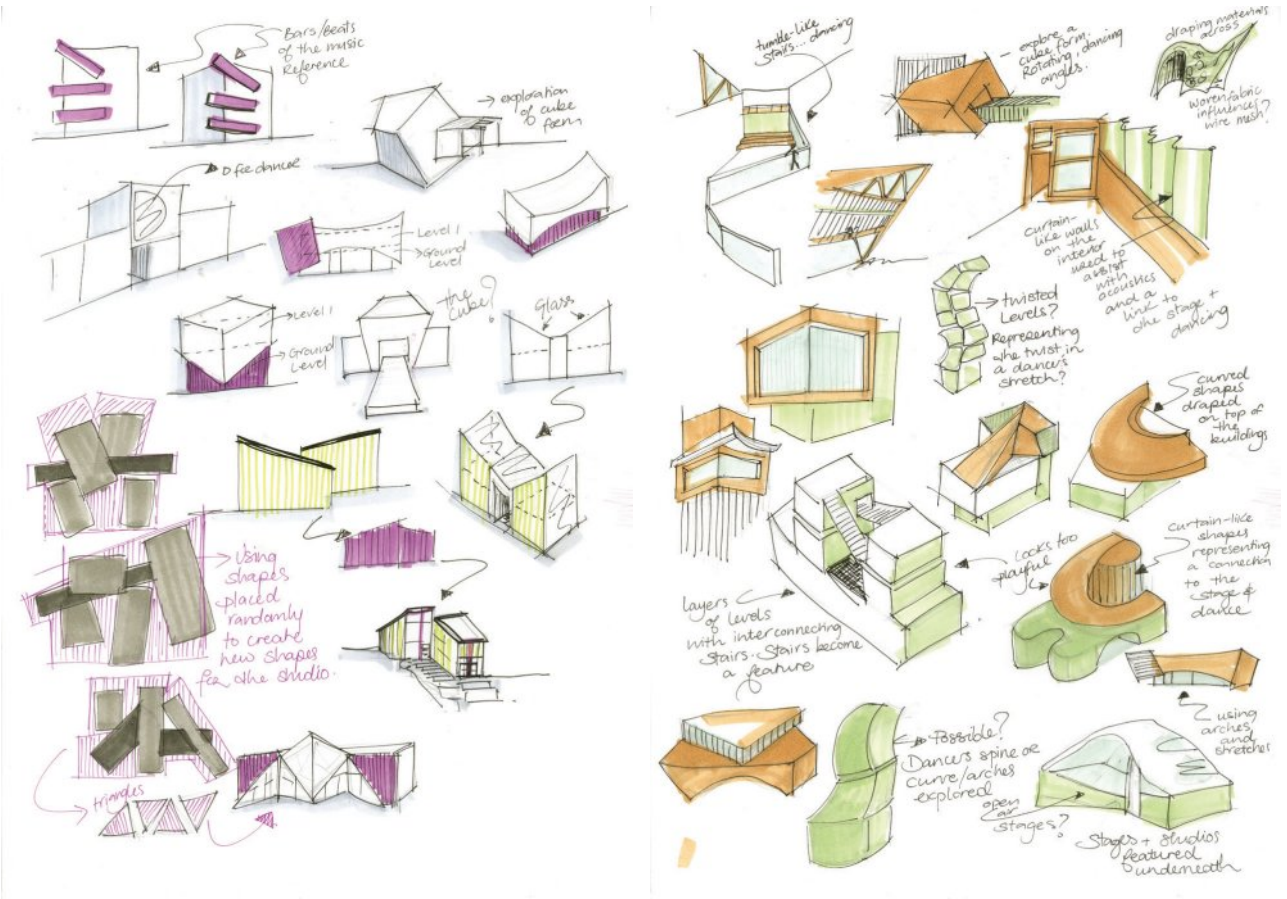 Bars/Beats
of the music
Reference
exploration
of cube
form
D for dancer
Level 1
Ground
Level
Level 1
Ground
Level
the
cube?
Glass
Using
shapes
placed
randomly
to create
new shapes
for the studio.
triangles
tumble-like
stairs... dancing
explore a
cube form.
Rotating, dancing
angles.
draping materials
across
woven fabric
influences
wire mesh?
curtain-
like walls
on the
interior
used to
assist
with
acoustics
and a
link to
the stage +
dancing
twisted
Levels?
Representing
the twist in
a dancers
stretch?
curved
shapes
draped
on top of
the
buildings
layers
of levels
with interconnecting
stairs. Stairs become
a feature
Looks too
playful
curtain-like
shapes
representing
a connection
to the
stage &
dance
using
arches
and
stretches
Possible?
Dancers spine or
curve/arches
explored
open
air
stages?
Stages + studios
featured
underneath